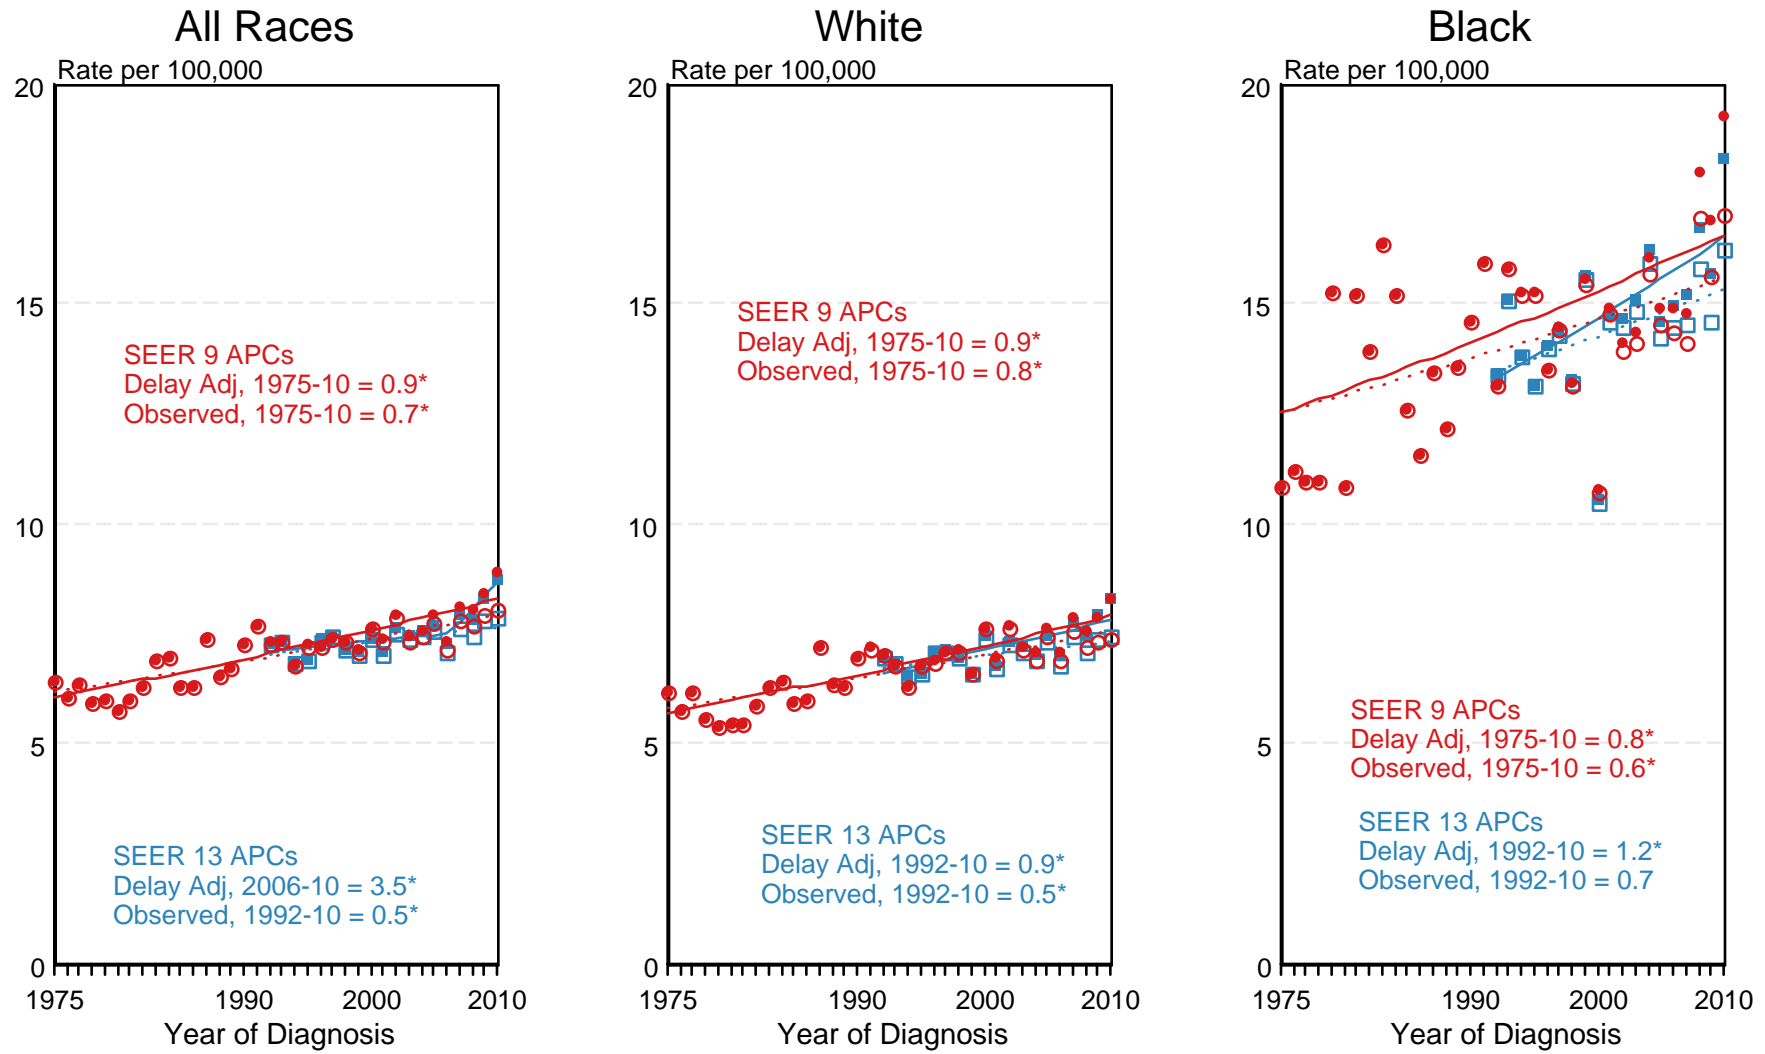 All Races
Rate per 100,000
20
15
10
5
0
1975
1990
2000
2010
Year of Diagnosis
SEER 9 APCs
Delay Adj, 1975-10 = 0.9*
Observed, 1975-10 = 0.7*
SEER 13 APCs
Delay Adj, 2006-10 = 3.5*
Observed, 1992-10 = 0.5*
White
Rate per 100,000
20
15
10
5
0
1975
1990
2000
2010
Year of Diagnosis
SEER 9 APCs
Delay Adj, 1975-10 = 0.9*
Observed, 1975-10 = 0.8*
SEER 13 APCs
Delay Adj, 1992-10 = 0.9*
Observed, 1992-10 = 0.5*
Black
Rate per 100,000
20
15
10
5
0
1975
1990
2000
2010
Year of Diagnosis
SEER 9 APCs
Delay Adj, 1975-10 = 0.8*
Observed, 1975-10 = 0.6*
SEER 13 APCs
Delay Adj, 1992-10 = 1.2*
Observed, 1992-10 = 0.7